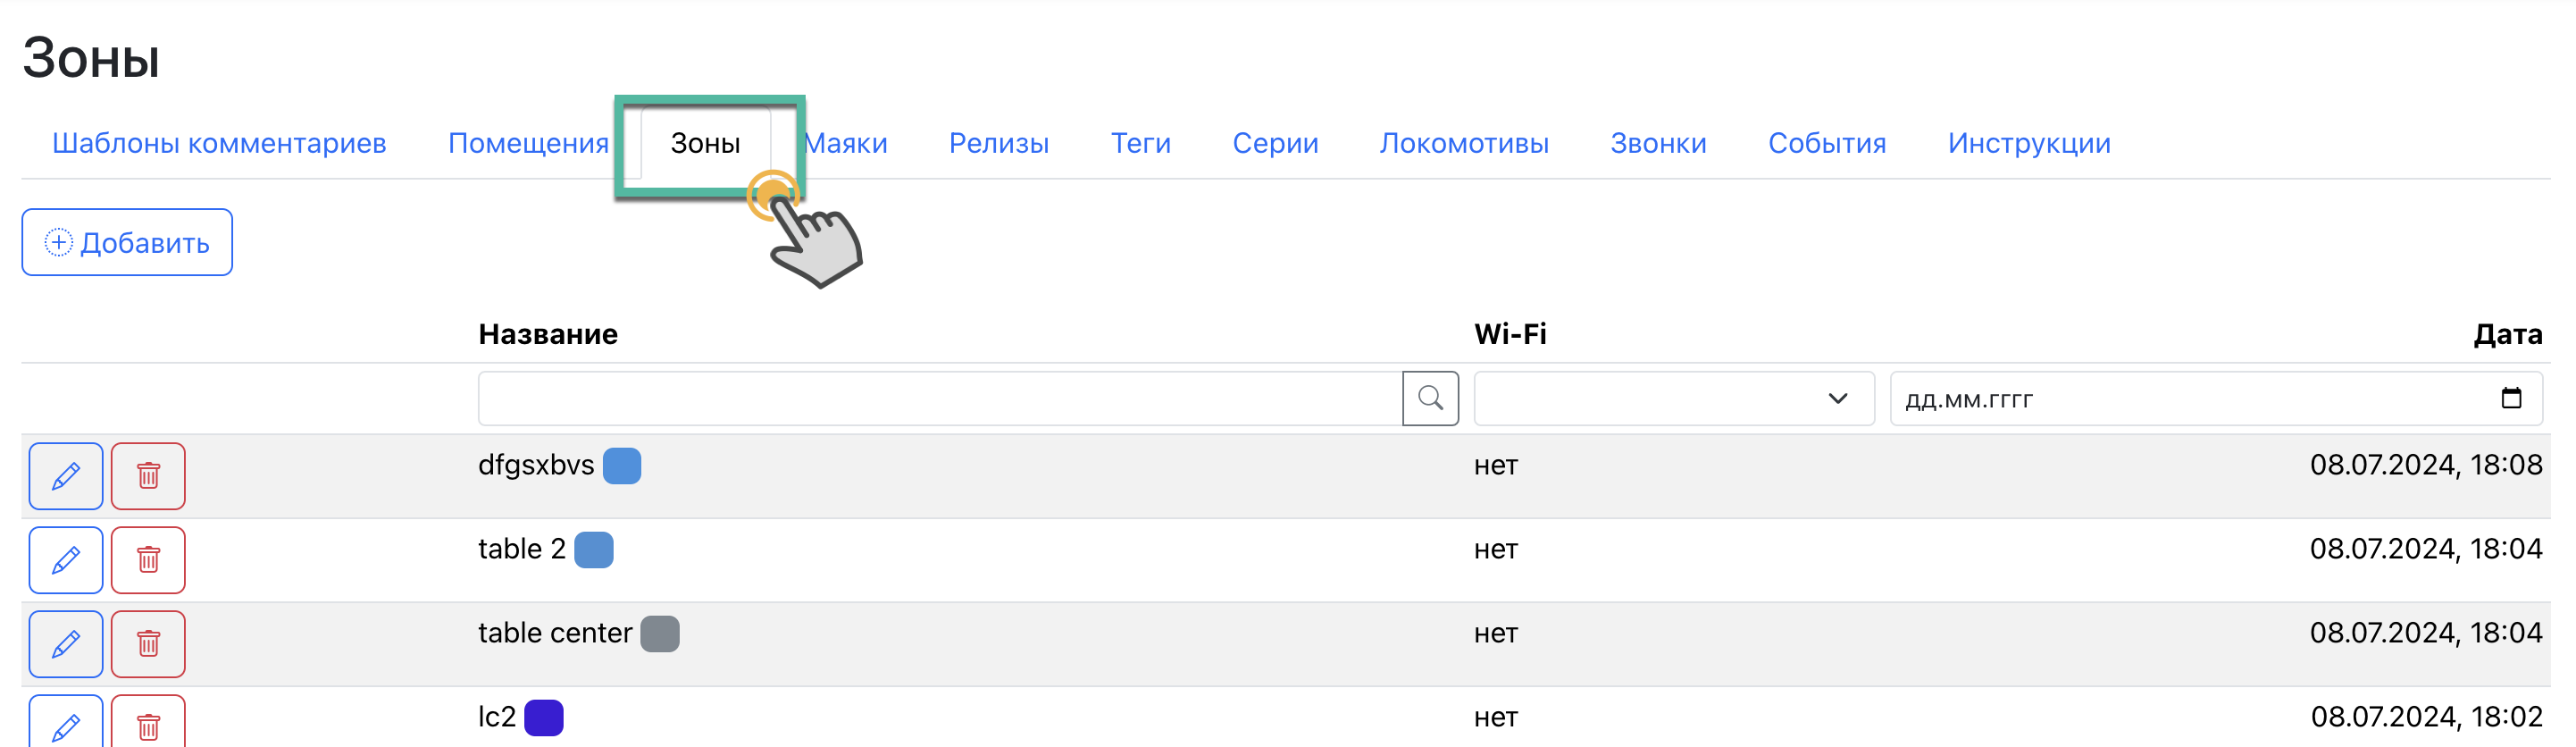 Зоны
Шаблоны комментариев Помещения Зоны Маяки Релизы Теги Серии Локомотивы Звонки События Инструкции
Добавить
Название Wi-Fi Дата
дд.мм.гггг
dfgsxbvs нет 08.07.2024, 18:08
table 2 нет 08.07.2024, 18:04
table center нет 08.07.2024, 18:04
lc2 нет 08.07.2024, 18:02